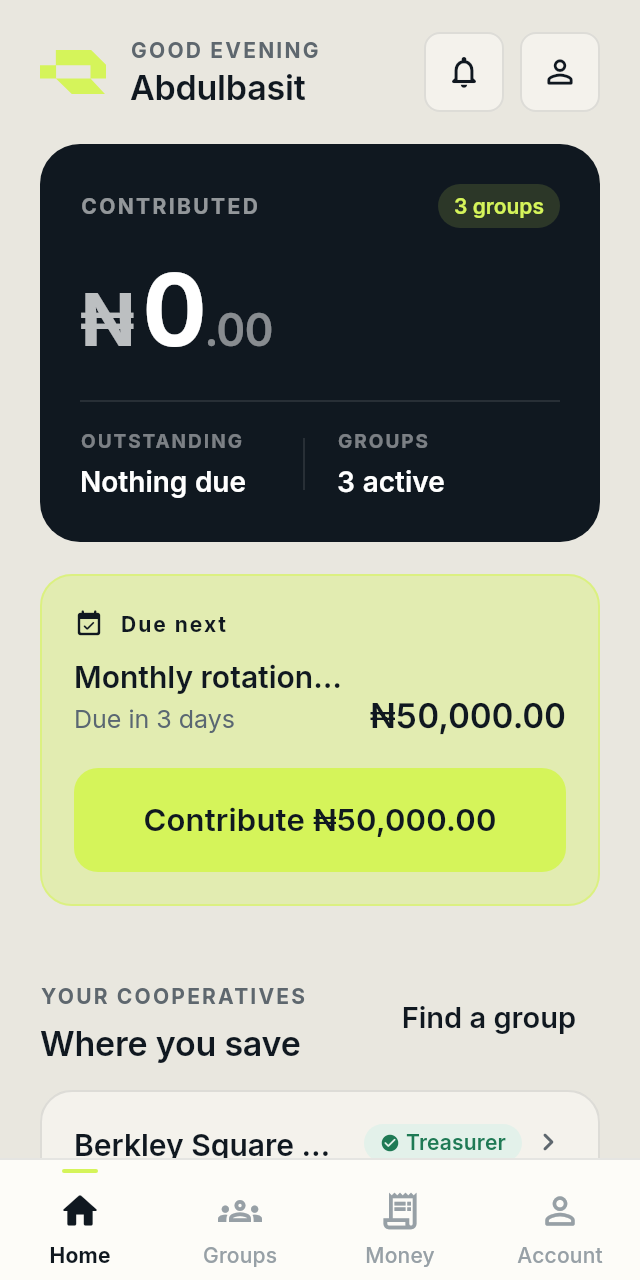 GOOD EVENING
Abdulbasit
CONTRIBUTED
3 groups
₦0.00
OUTSTANDING
GROUPS
Nothing due
3 active
Due next
Monthly rotation...
Due in 3 days
₦50,000.00
Contribute ₦50,000.00
YOUR COOPERATIVES
Where you save
Find a group
Berkley Square ...
Treasurer
Home
Groups
Money
Account